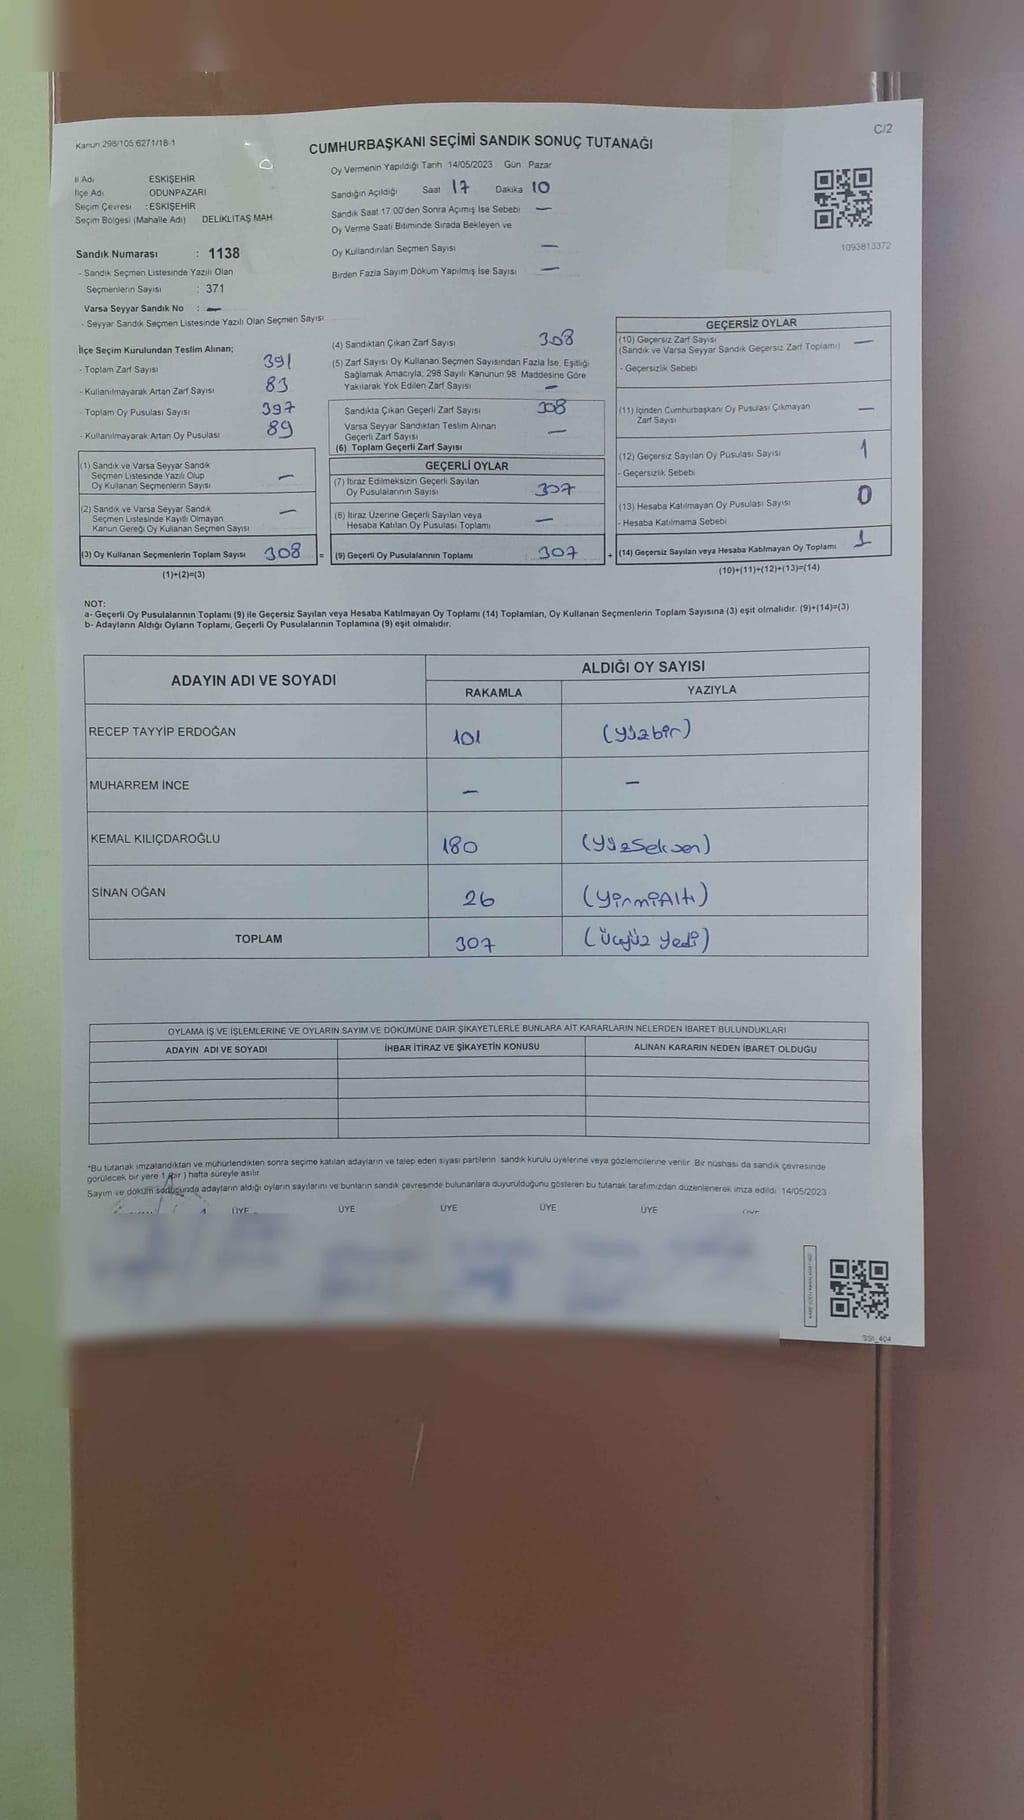 Kanun 298/105 6271/18-1
C/2
CUMHURBAŞKANI SEÇİMİ SANDIK SONUÇ TUTANAĞI
Oy Vermenin Yapıldığı Tarih 14/05/2023 Gün Pazar
İl Adı ESKİŞEHİR
İlçe Adı ODUNPAZARI
Seçim Çevresi : ESKİŞEHİR
Seçim Bölgesi (Mahalle Adı) DELİKLİTAŞ MAH
Sandığın Açıldığı Saat 17 Dakika 10
Sandık Saat 17 00'den Sonra Açımış İse Sebebi —
Oy Verme Saati Bitiminde Sırada Bekleyen ve
Oy Kullandırılan Seçmen Sayısı —
Birden Fazla Sayım Döküm Yapılmış İse Sayısı —
1093813372
Sandık Numarası : 1138
- Sandık Seçmen Listesinde Yazılı Olan
Seçmenlerin Sayısı : 371
Varsa Seyyar Sandık No : —
- Seyyar Sandık Seçmen Listesinde Yazılı Olan Seçmen Sayısı
İlçe Seçim Kurulundan Teslim Alınan;
- Toplam Zarf Sayısı 391
- Kullanılmayarak Artan Zarf Sayısı 83
- Toplam Oy Pusulası Sayısı 397
- Kullanılmayarak Artan Oy Pusulası 89
(1) Sandık ve Varsa Seyyar Sandık
Seçmen Listesinde Yazılı Olup
Oy Kullanan Seçmenlerin Sayısı —
(2) Sandık ve Varsa Seyyar Sandık
Seçmen Listesinde Kayıtlı Olmayan
Kanun Gereği Oy Kullanan Seçmen Sayısı —
(3) Oy Kullanan Seçmenlerin Toplam Sayısı 308 =
(1)+(2)=(3)
(4) Sandıktan Çıkan Zarf Sayısı 308
(5) Zarf Sayısı Oy Kullanan Seçmen Sayısından Fazla İse, Eşitliği
Sağlamak Amacıyla, 298 Sayılı Kanunun 98. Maddesine Göre
Yakılarak Yok Edilen Zarf Sayısı —
Sandıkta Çıkan Geçerli Zarf Sayısı 308
Varsa Seyyar Sandıktan Teslim Alınan
Geçerli Zarf Sayısı —
(6) Toplam Geçerli Zarf Sayısı
GEÇERLİ OYLAR
(7) İtiraz Edilmeksizin Geçerli Sayılan
Oy Pusulalarının Sayısı 307
(8) İtiraz Üzerine Geçerli Sayılan veya
Hesaba Katılan Oy Pusulası Toplamı —
(9) Geçerli Oy Pusulalarının Toplamı 307 +
GEÇERSİZ OYLAR
(10) Geçersiz Zarf Sayısı
(Sandık ve Varsa Seyyar Sandık Geçersiz Zarf Toplamı) —
- Geçersizlik Sebebi
(11) İçinden Cumhurbaşkanı Oy Pusulası Çıkmayan
Zarf Sayısı —
(12) Geçersiz Sayılan Oy Pusulası Sayısı 1
- Geçersizlik Sebebi
(13) Hesaba Katılmayan Oy Pusulası Sayısı 0
- Hesaba Katılmama Sebebi
(14) Geçersiz Sayılan veya Hesaba Katılmayan Oy Toplamı 1
(10)+(11)+(12)+(13)=(14)
NOT:
a- Geçerli Oy Pusulalarının Toplamı (9) ile Geçersiz Sayılan veya Hesaba Katılmayan Oy Toplamı (14) Toplamları, Oy Kullanan Seçmenlerin Toplam Sayısına (3) eşit olmalıdır. (9)+(14)=(3)
b- Adayların Aldığı Oyların Toplamı, Geçerli Oy Pusulalarının Toplamına (9) eşit olmalıdır.
ADAYIN ADI VE SOYADI ALDIĞI OY SAYISI
RAKAMLA YAZIYLA
RECEP TAYYİP ERDOĞAN 101 (yüzbir)
MUHARREM İNCE — —
KEMAL KILIÇDAROĞLU 180 (yüzseksen)
SİNAN OĞAN 26 (yirmiAltı)
TOPLAM 307 (üçyüz yedi)
OYLAMA İŞ VE İŞLEMLERİNE VE OYLARIN SAYIM VE DÖKÜMÜNE DAİR ŞİKAYETLERLE BUNLARA AİT KARARLARIN NELERDEN İBARET BULUNDUKLARI
ADAYIN ADI VE SOYADI İHBAR İTİRAZ VE ŞİKAYETİN KONUSU ALINAN KARARIN NEDEN İBARET OLDUĞU
*Bu tutanak imzalandıktan ve mühürlendikten sonra seçime katılan adayların ve talep eden siyası partilerin sandık kurulu üyelerine veya gözlemcilerine verilir. Bir nüshası da sandık çevresinde
görülecek bir yere 1 (bir) hafta süreyle asılır.
Sayım ve döküm sonucunda adayların aldığı oyların sayılarını ve bunların sandık çevresinde bulunanlara duyurulduğunu gösteren bu tutanak tarafımızdan düzenlenerek imza edildi 14/05/2023
ÜYE ÜYE ÜYE ÜYE ÜYE